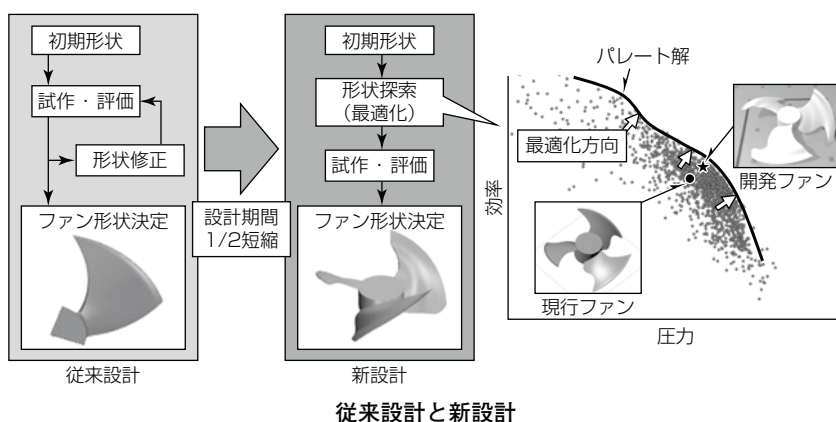 初期形状
試作・評価
形状修正
ファン形状決定
従来設計
設計期間
1/2短縮
初期形状
形状探索
(最適化)
試作・評価
ファン形状決定
新設計
パレート解
最適化方向
開発ファン
現行ファン
効率
圧力
従来設計と新設計